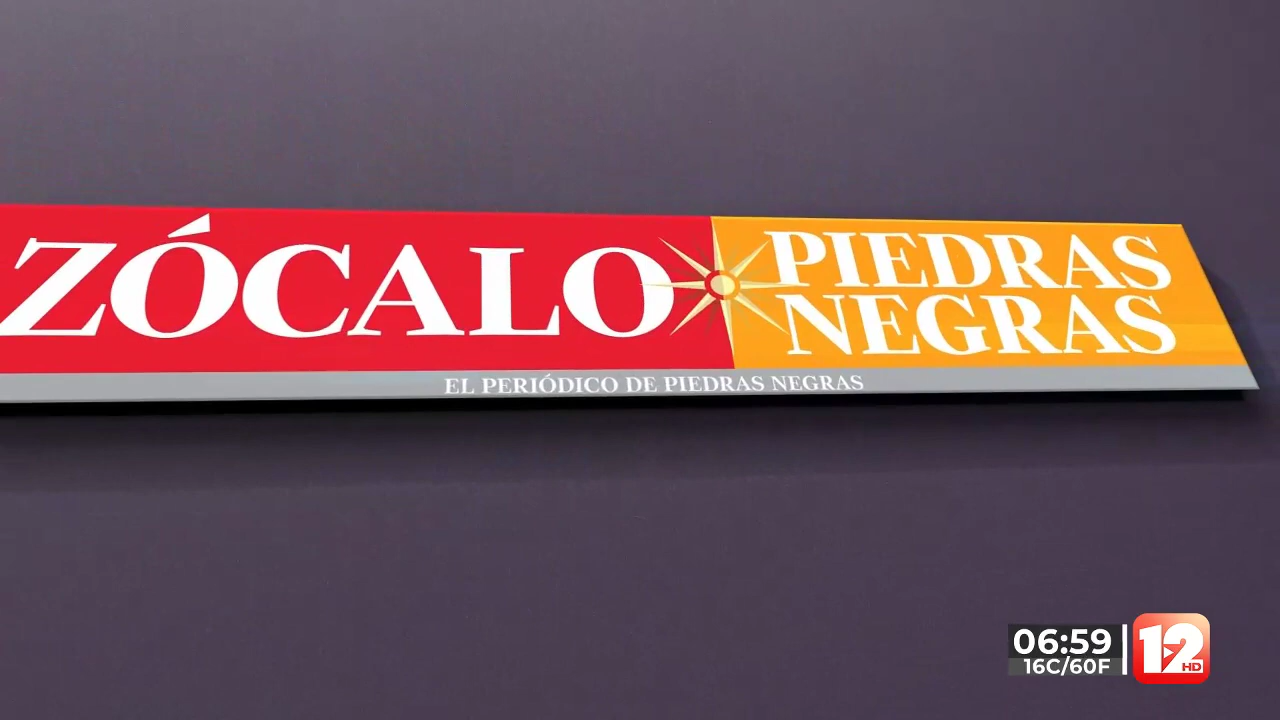 ZÓCALO
PIEDRAS
NEGRAS
EL PERIÓDICO DE PIEDRAS NEGRAS
06:59
16C/60F
12
HD